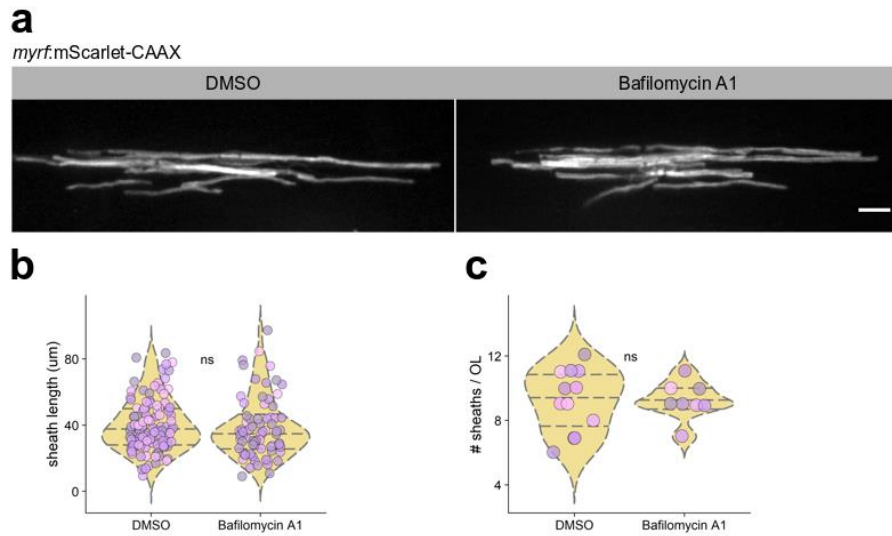 a
myrf:mScarlet-CAAX
DMSO
Bafilomycin A1
b
c
sheath length (um)
80
40
0
ns
DMSO
Bafilomycin A1
# sheaths / OL
12
8
4
ns
DMSO
Bafilomycin A1